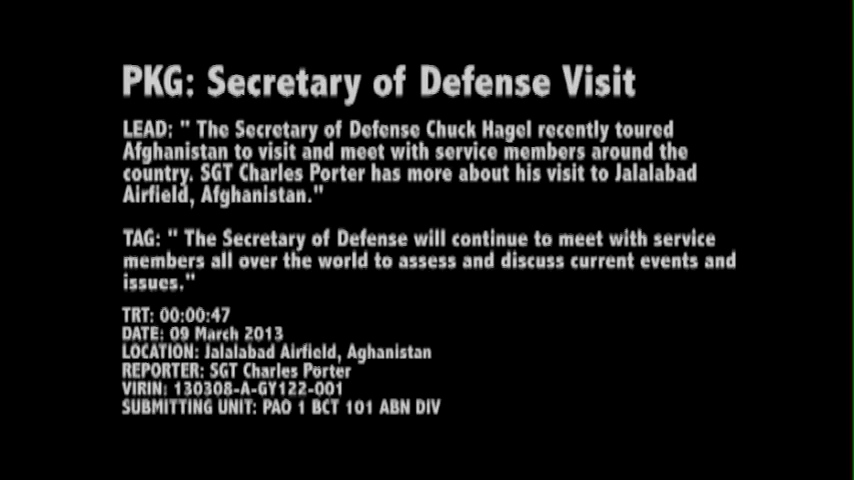 PKG: Secretary of Defense Visit
LEAD: " The Secretary of Defense Chuck Hagel recently toured
Afghanistan to visit and meet with service members around the
country. SGT Charles Porter has more about his visit to Jalalabad
Airfield, Afghanistan."
TAG: " The Secretary of Defense will continue to meet with service
members all over the world to assess and discuss current events and
issues."
TRT: 00:00:47
DATE: 09 March 2013
LOCATION: Jalalabad Airfield, Aghanistan
REPORTER: SGT Charles Porter
VIRIN: 130308-A-GY122-001
SUBMITTING UNIT: PAO 1 BCT 101 ABN DIV